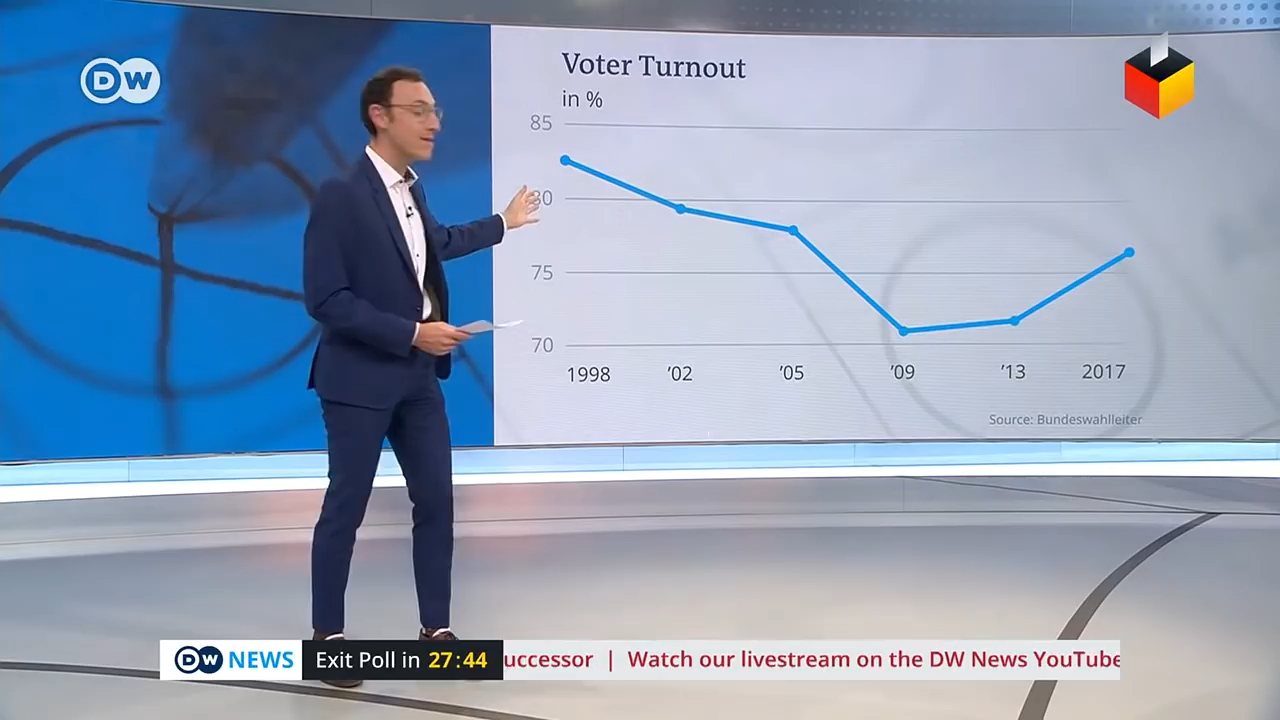 DW
Voter Turnout
in %
85
80
75
70
1998 ’02 ’05 ’09 ’13 2017
Source: Bundeswahlleiter
DW NEWS Exit Poll in 27:44 uccessor | Watch our livestream on the DW News YouTube